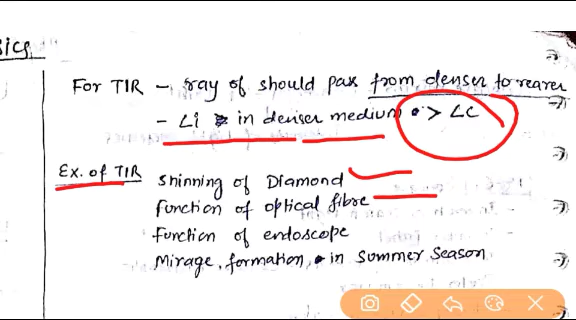 sics
For TIR - ray of should pass from denser to rearer
- ∠i in denser medium > ∠C
Ex. of TIR
Shinning of Diamond
Function of optical fibre
Function of endoscope
Mirage formation in Summer Season